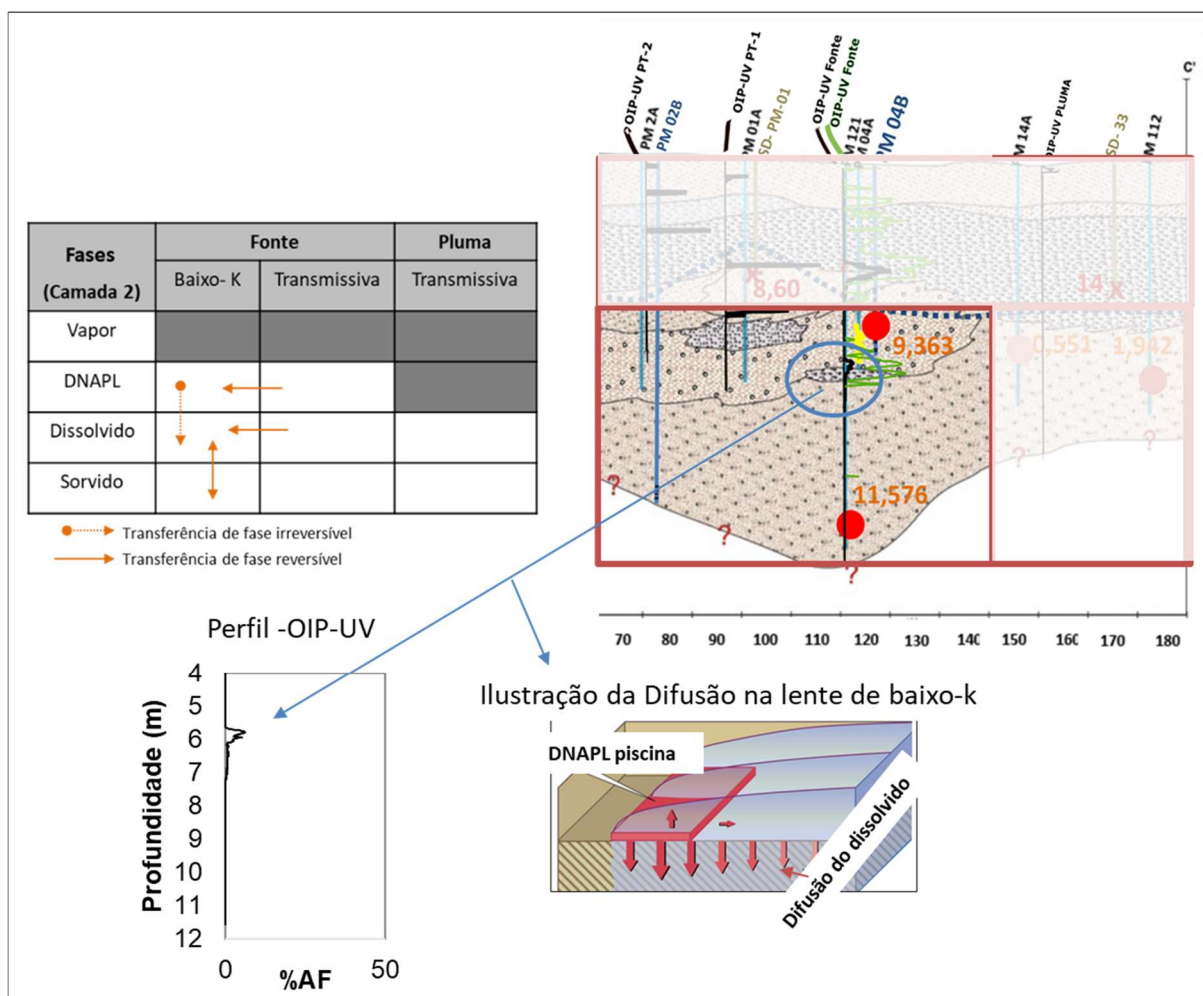 OIP-UV PT-2
PM 2A
PM 02B
OIP-UV PT-1
PM 01A
SD- PM-01
OIP-UV Fonte
OIP-UV Fonte
M 121
M 04A
PM 04B
M 14A
OIP-UV PLUMA
SD- 33
M 112
8,60
14
9,363
0,551
1,942
11,576
?
?
?
?
?
70 80 90 100 110 120 130 140 150 160 170 180
Fases
(Camada 2)
Fonte
Pluma
Baixo- K
Transmissiva
Transmissiva
Vapor
DNAPL
Dissolvido
Sorvido
Transferência de fase irreversível
Transferência de fase reversível
Perfil -OIP-UV
Profundidade (m)
4
5
6
7
8
9
10
11
12
0 50
%AF
Ilustração da Difusão na lente de baixo-k
DNAPL piscina
Difusão do dissolvido